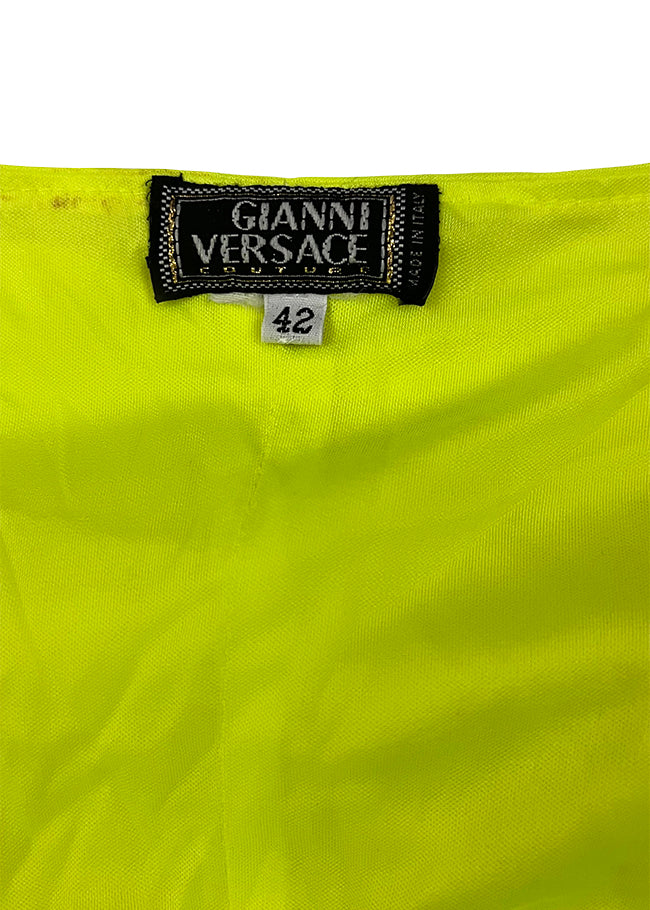 GIANNI
VERSACE
COUTURE
MADE IN ITALY
42